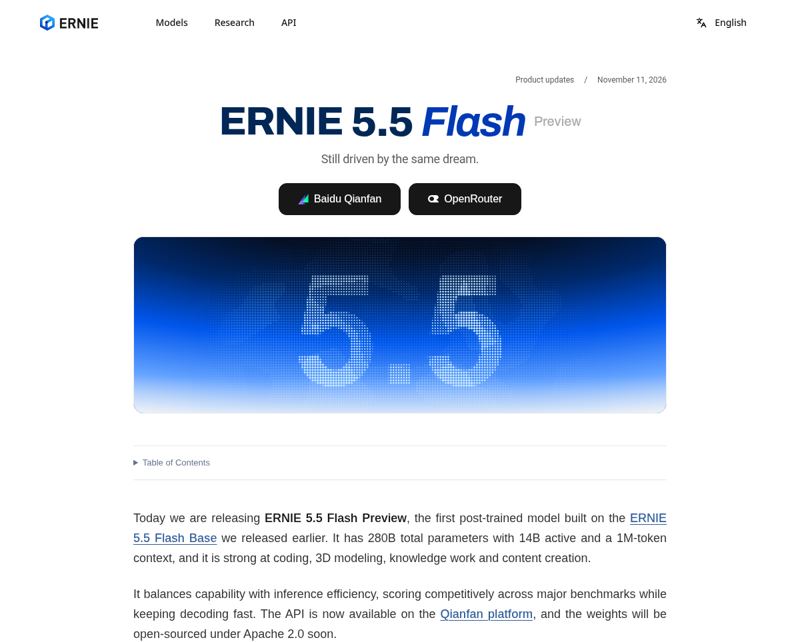 ERNIE
Models
Research
API
English
Product updates / November 11, 2026
ERNIE 5.5 Flash Preview
Still driven by the same dream.
Baidu Qianfan
OpenRouter
5.5
Table of Contents
Today we are releasing ERNIE 5.5 Flash Preview, the first post-trained model built on the ERNIE
5.5 Flash Base we released earlier. It has 280B total parameters with 14B active and a 1M-token
context, and it is strong at coding, 3D modeling, knowledge work and content creation.
It balances capability with inference efficiency, scoring competitively across major benchmarks while
keeping decoding fast. The API is now available on the Qianfan platform, and the weights will be
open-sourced under Apache 2.0 soon.